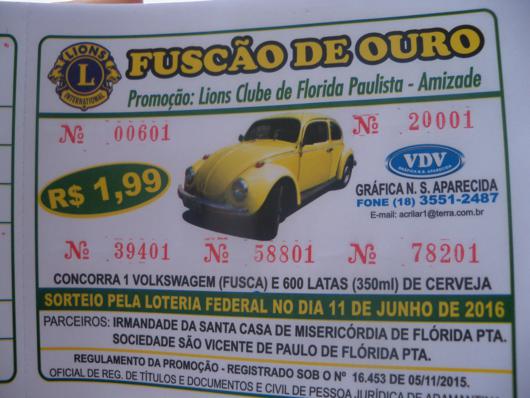 LIONS
L
INTERNATIONAL
FUSCÃO DE OURO
Promoção: Lions Clube de Florida Paulista - Amizade
Nº 00601
Nº 20001
R$ 1,99
VDV
GRÁFICA N. S. APARECIDA
GRÁFICA N. S. APARECIDA
FONE (18) 3551-2487
E-mail: acrilar1@terra.com.br
Nº 39401
Nº 58801
Nº 78201
CONCORRA 1 VOLKSWAGEM (FUSCA) E 600 LATAS (350ml) DE CERVEJA
SORTEIO PELA LOTERIA FEDERAL NO DIA 11 DE JUNHO DE 2016
PARCEIROS: IRMANDADE DA SANTA CASA DE MISERICÓRDIA DE FLÓRIDA PTA.
SOCIEDADE SÃO VICENTE DE PAULO DE FLÓRIDA PTA.
REGULAMENTO DA PROMOÇÃO - REGISTRADO SOB O Nº 16.453 DE 05/11/2015.
OFICIAL DE REG. DE TÍTULOS E DOCUMENTOS E CIVIL DE PESSOA JURÍDICA DE